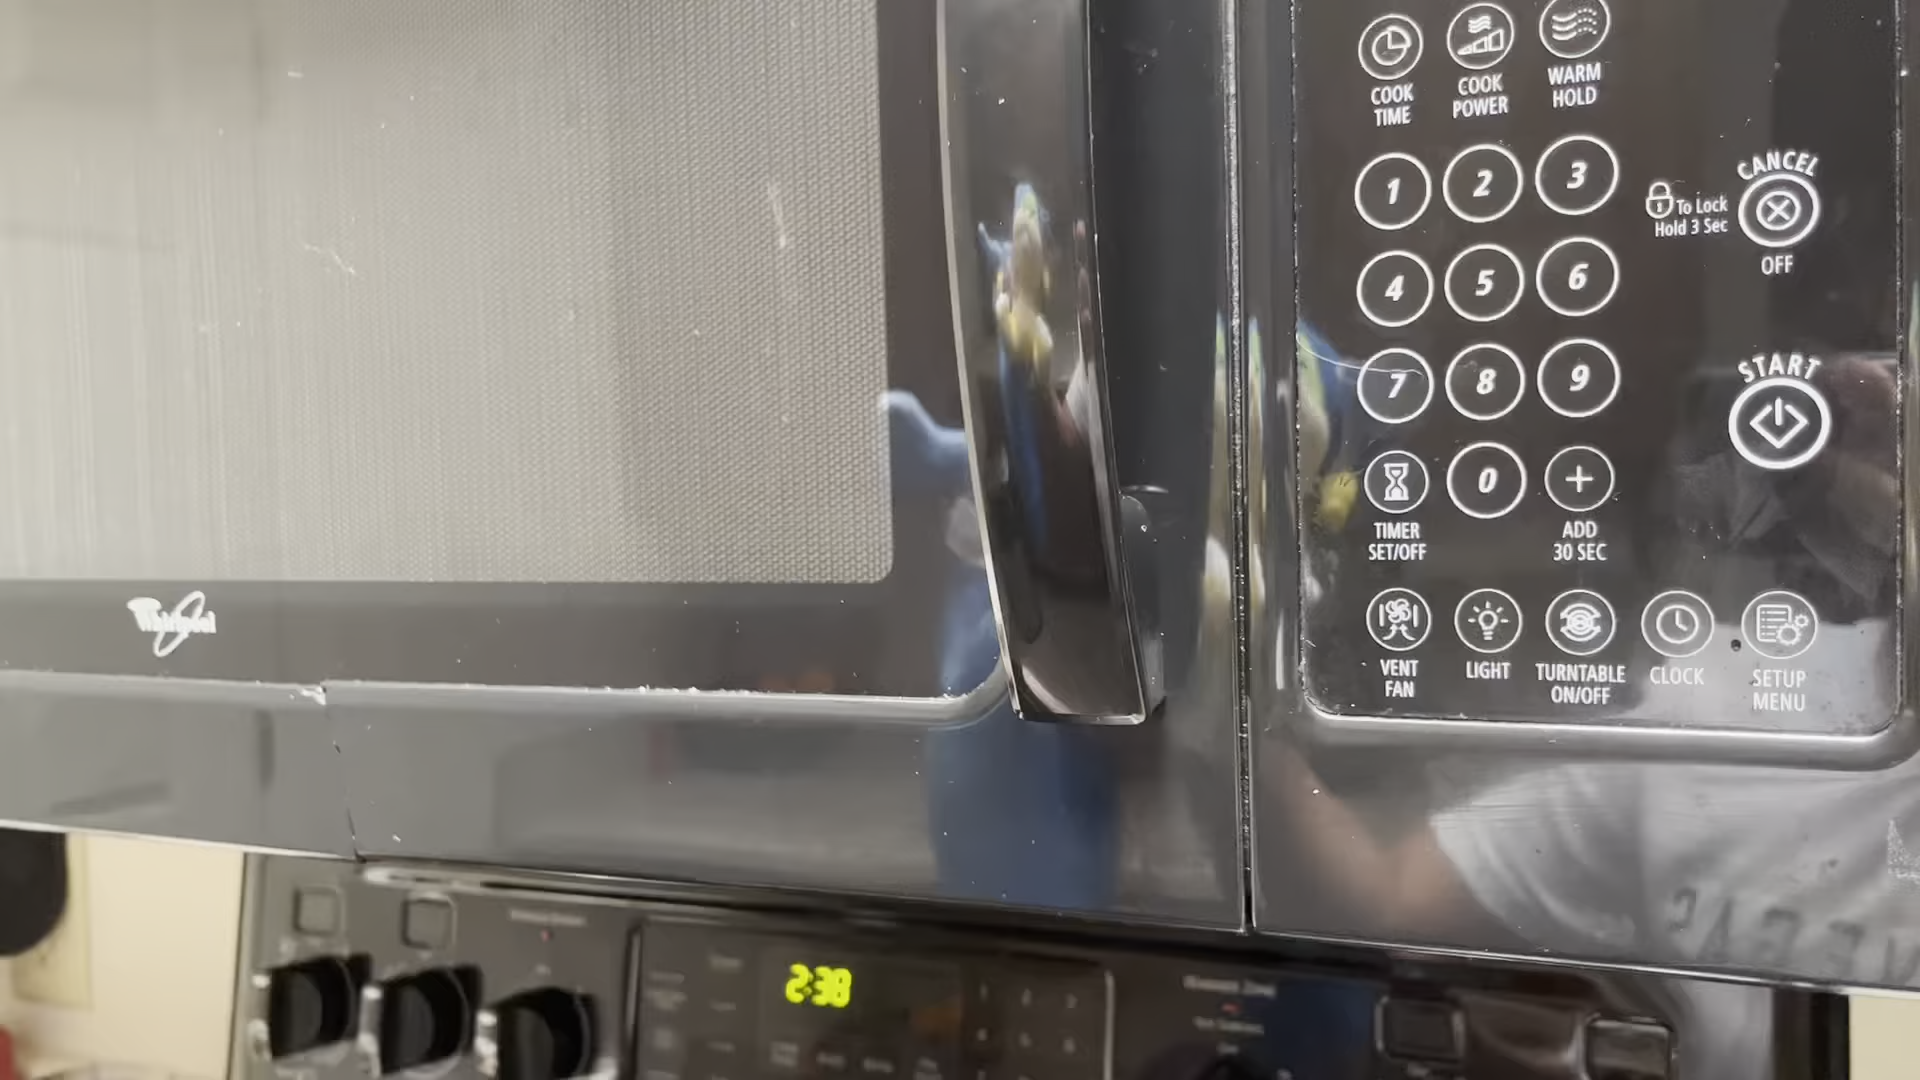 COOK
TIME
COOK
POWER
WARM
HOLD
1
2
3
To Lock
Hold 3 Sec
CANCEL
OFF
4
5
6
7
8
9
START
TIMER
SET/OFF
0
ADD
30 SEC
VENT
FAN
LIGHT
TURNTABLE
ON/OFF
CLOCK
SETUP
MENU
Whirlpool
2:38